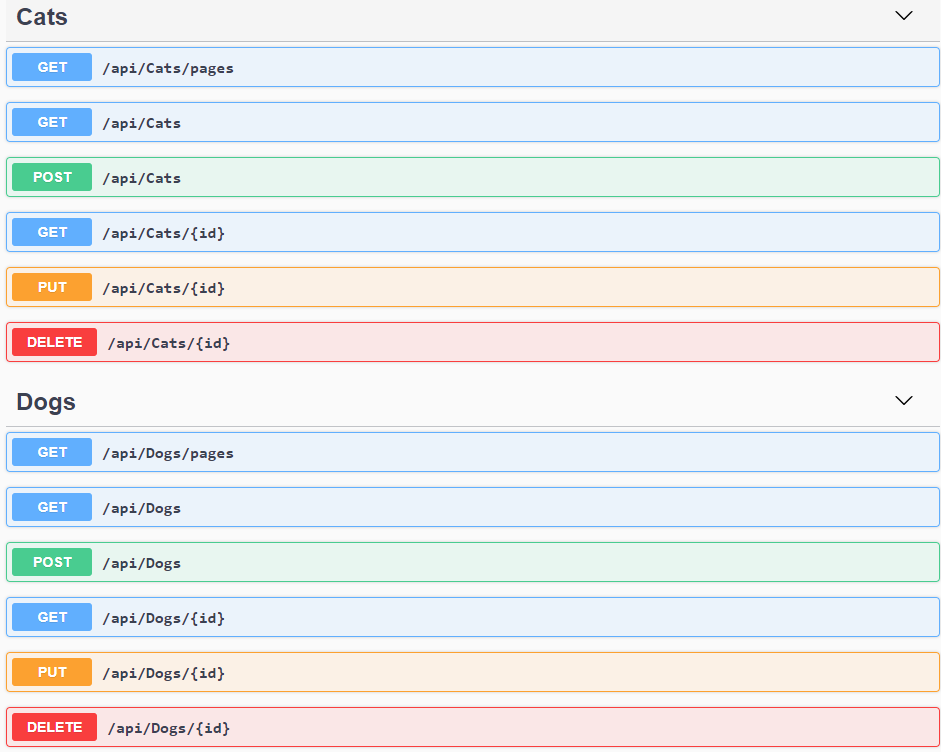 Cats
GET /api/Cats/pages
GET /api/Cats
POST /api/Cats
GET /api/Cats/{id}
PUT /api/Cats/{id}
DELETE /api/Cats/{id}
Dogs
GET /api/Dogs/pages
GET /api/Dogs
POST /api/Dogs
GET /api/Dogs/{id}
PUT /api/Dogs/{id}
DELETE /api/Dogs/{id}